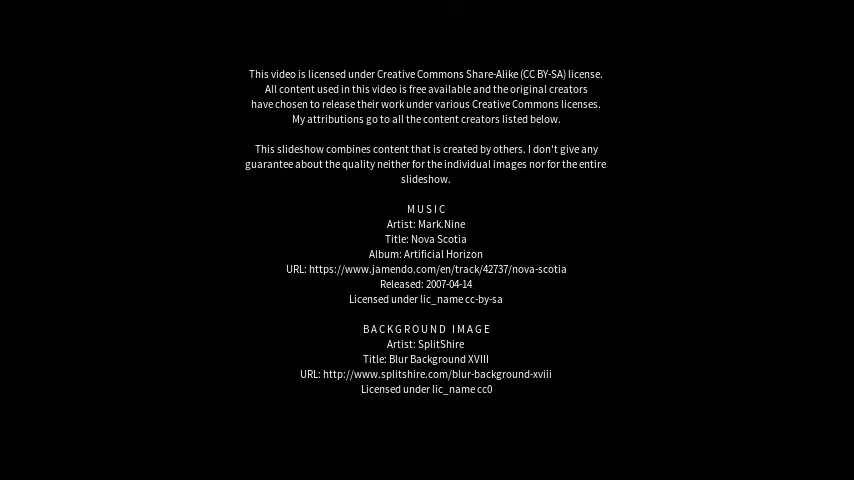 This video is licensed under Creative Commons Share-Alike (CC BY-SA) license.
All content used in this video is free available and the original creators
have chosen to release their work under various Creative Commons licenses.
My attributions go to all the content creators listed below.
This slideshow combines content that is created by others. I don't give any
guarantee about the quality neither for the individual images nor for the entire
slideshow.
MUSIC
Artist: Mark.Nine
Title: Nova Scotia
Album: Artificial Horizon
URL: https://www.jamendo.com/en/track/42737/nova-scotia
Released: 2007-04-14
Licensed under lic_name cc-by-sa
BACKGROUND IMAGE
Artist: SplitShire
Title: Blur Background XVIII
URL: http://www.splitshire.com/blur-background-xviii
Licensed under lic_name cc0